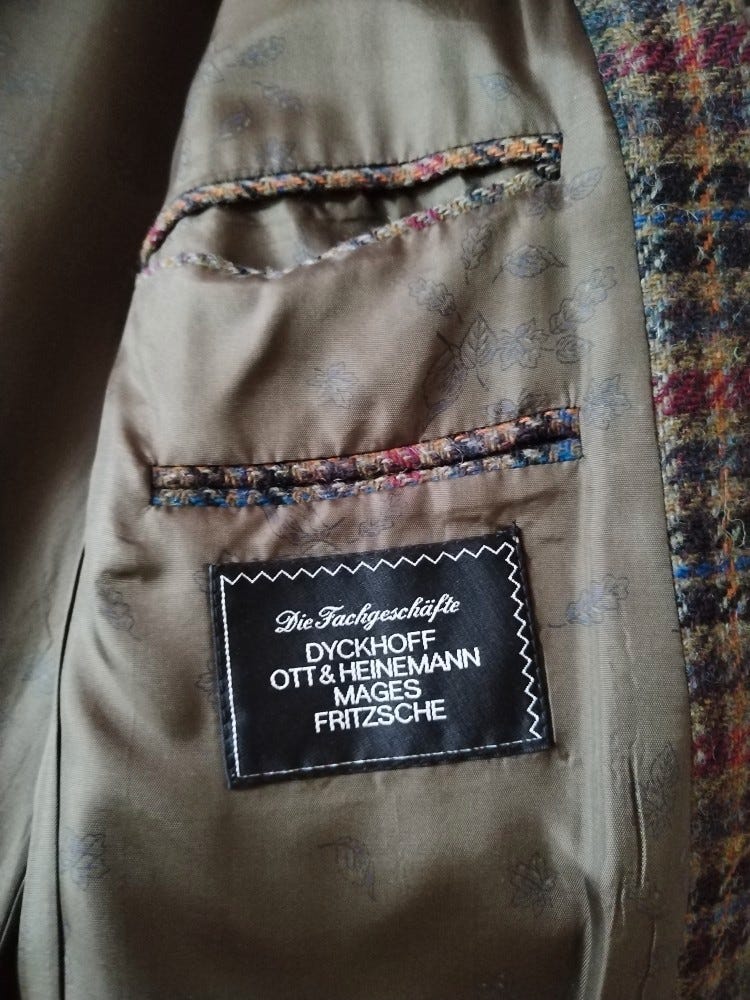 Die Fachgeschäfte
DYCKHOFF
OTT & HEINEMANN
MAGES
FRITZSCHE